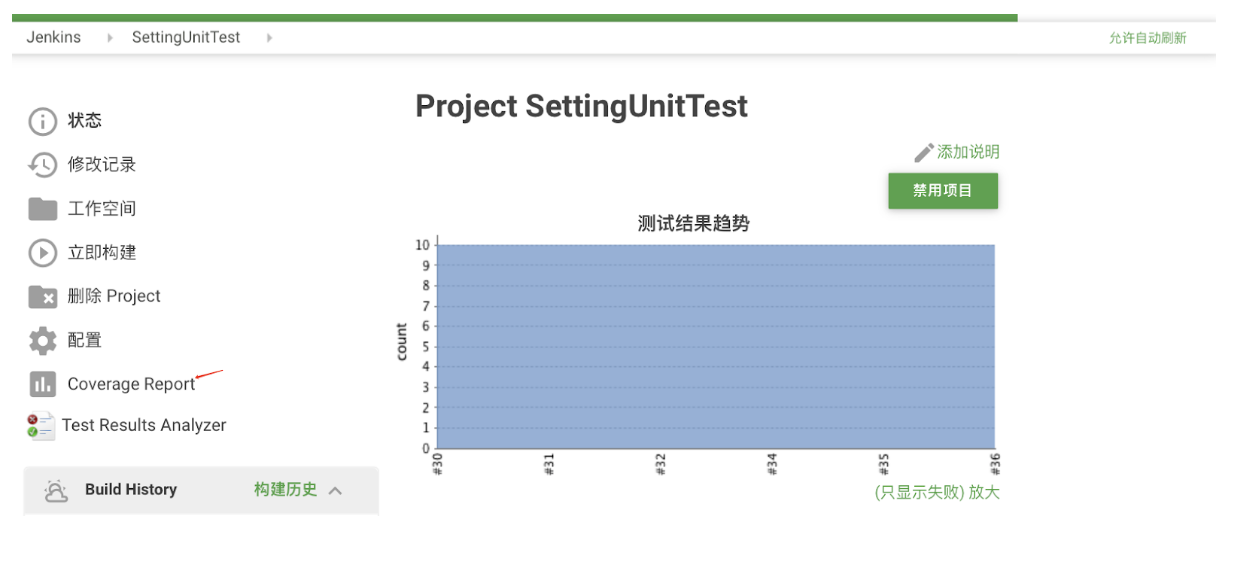 Jenkins SettingUnitTest 允许自动刷新
Project SettingUnitTest
状态
修改记录
工作空间
立即构建
删除 Project
配置
Coverage Report
Test Results Analyzer
Build History 构建历史
添加说明
禁用项目
测试结果趋势
10
9
8
7
6
5
4
3
2
1
0
count
#30 #31 #32 #34 #35 #36
(只显示失败) 放大